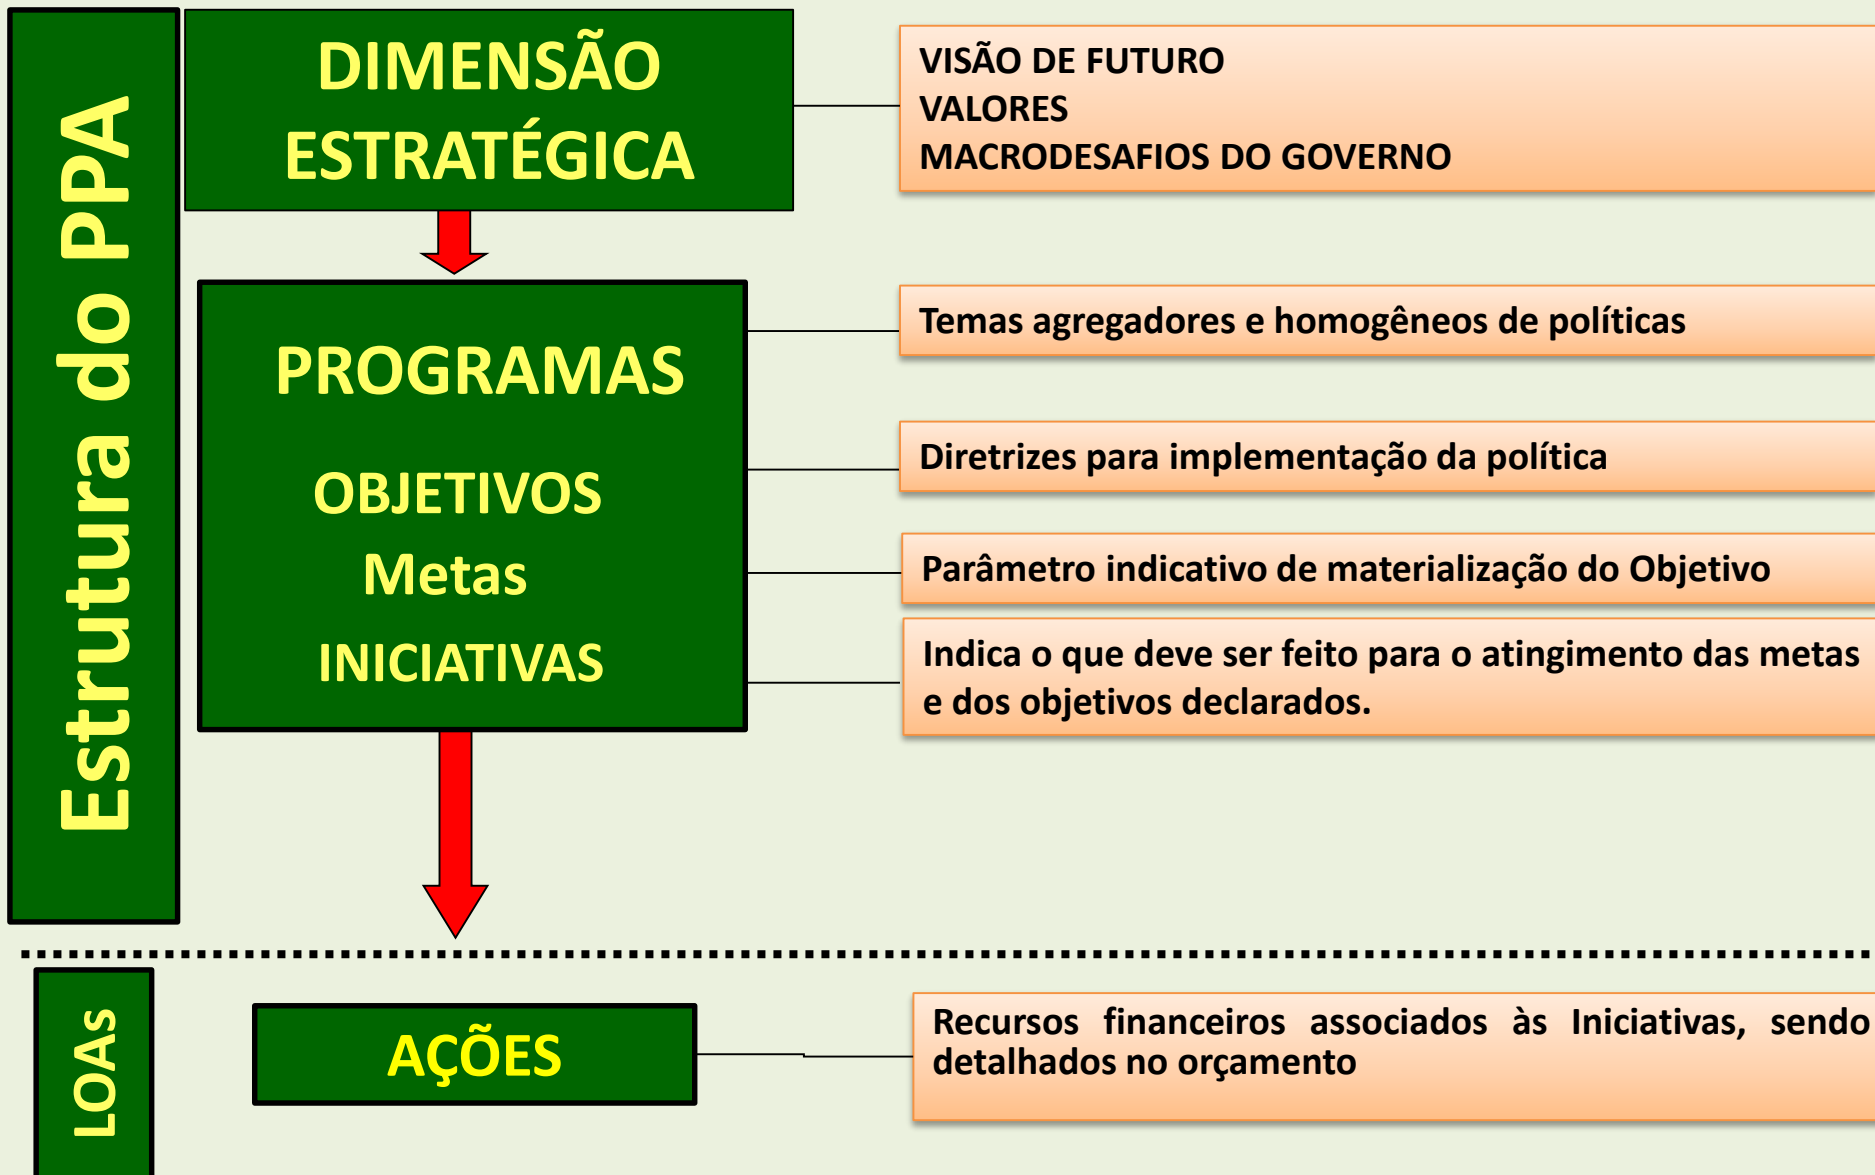 Estrutura do PPA
DIMENSÃO
ESTRATÉGICA
VISÃO DE FUTURO
VALORES
MACRODESAFIOS DO GOVERNO
PROGRAMAS
Temas agregadores e homogêneos de políticas
OBJETIVOS
Diretrizes para implementação da política
Metas
Parâmetro indicativo de materialização do Objetivo
INICIATIVAS
Indica o que deve ser feito para o atingimento das metas
e dos objetivos declarados.
LOAs
AÇÕES
Recursos financeiros associados às Iniciativas, sendo
detalhados no orçamento